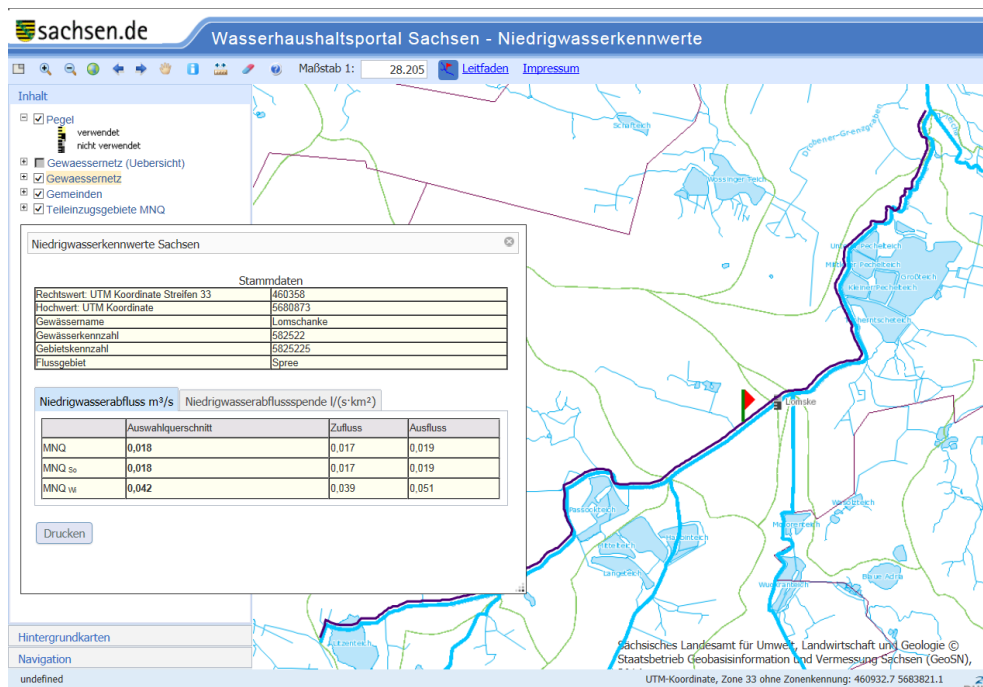 sachsen.de
Wasserhaushaltsportal Sachsen - Niedrigwasserkennwerte
Maßstab 1: 28.205 Leitfaden Impressum
Inhalt
Pegel
verwendet
nicht verwendet
Gewaessernetz (Uebersicht)
Gewaessernetz
Gemeinden
Teileinzugsgebiete MNQ
Niedrigwasserkennwerte Sachsen
Stammdaten
Rechtswert: UTM Koordinate Streifen 33 460358
Hochwert: UTM Koordinate 5680873
Gewässername Lomschanke
Gewässerkennzahl 582522
Gebietskennzahl 5825225
Flussgebiet Spree
Niedrigwasserabfluss m³/s Niedrigwasserabflussspende l/(s·km²)
Auswahlquerschnitt Zufluss Ausfluss
MNQ 0,018 0,017 0,019
MNQ So 0,018 0,017 0,019
MNQ Wi 0,042 0,039 0,051
Drucken
Hintergrundkarten
Navigation
Schafteich
Drobener-Grenzgraben
Großteich
Kleiner Pechelteich
Lomske
Passockteich
Mittelteich
Langeteich
Blaue Adria
Sächsisches Landesamt für Umwelt, Landwirtschaft und Geologie ©
Staatsbetrieb Geobasisinformation und Vermessung Sachsen (GeoSN),
undefined
UTM-Koordinate, Zone 33 ohne Zonenkennung: 460932.7 5683821.1